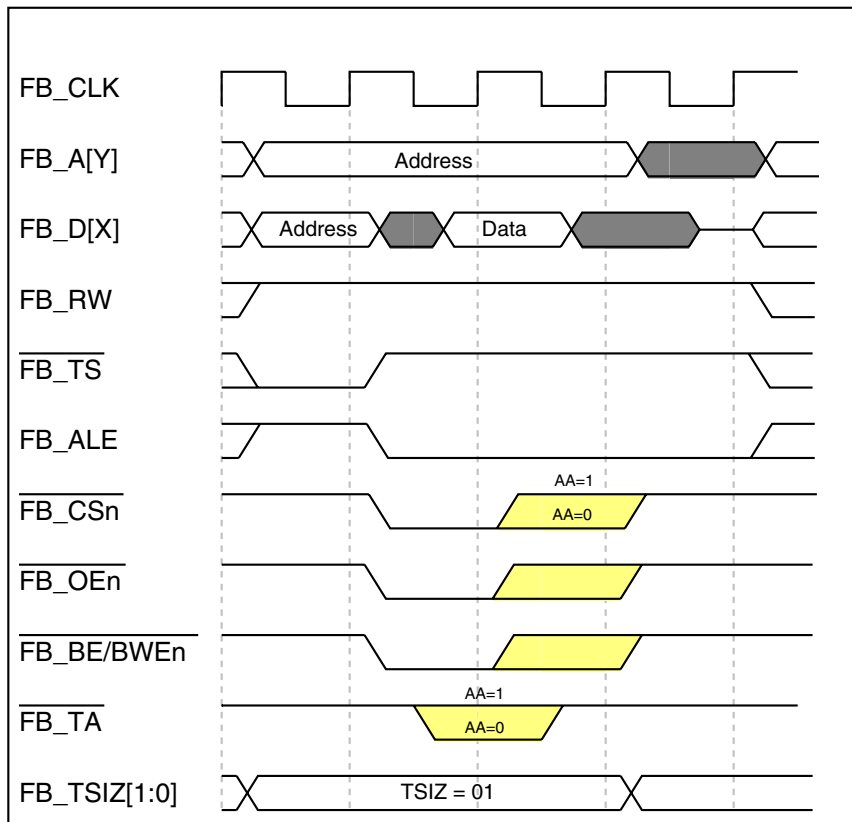 FB_CLK
FB_A[Y] Address
FB_D[X] Address Data
FB_RW
FB_TS
FB_ALE
AA=1
FB_CSn AA=0
FB_OEn
FB_BE/BWEn
AA=1
FB_TA AA=0
FB_TSIZ[1:0] TSIZ = 01